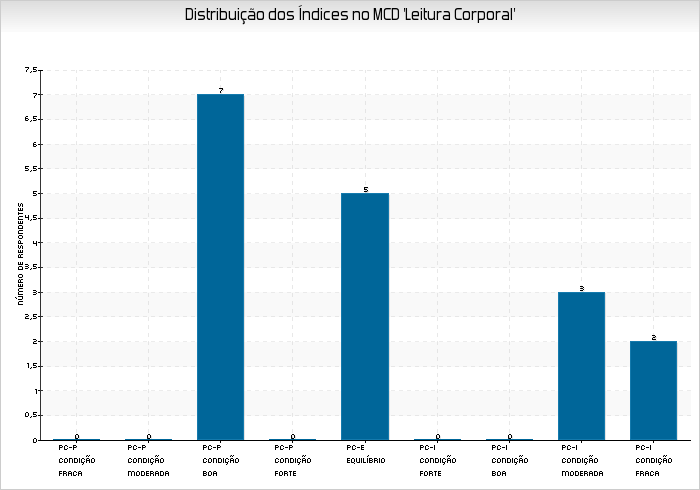 Distribuição dos Índices no MCD 'Leitura Corporal'
NÚMERO DE RESPONDENTES
7,5
7
6,5
6
5,5
5
4,5
4
3,5
3
2,5
2
1,5
1
0,5
0
0
0
7
0
5
0
0
3
2
PC-P
CONDIÇÃO
FRACA
PC-P
CONDIÇÃO
MODERADA
PC-P
CONDIÇÃO
BOA
PC-P
CONDIÇÃO
FORTE
PC-E
EQUILÍBRIO
PC-I
CONDIÇÃO
FORTE
PC-I
CONDIÇÃO
BOA
PC-I
CONDIÇÃO
MODERADA
PC-I
CONDIÇÃO
FRACA